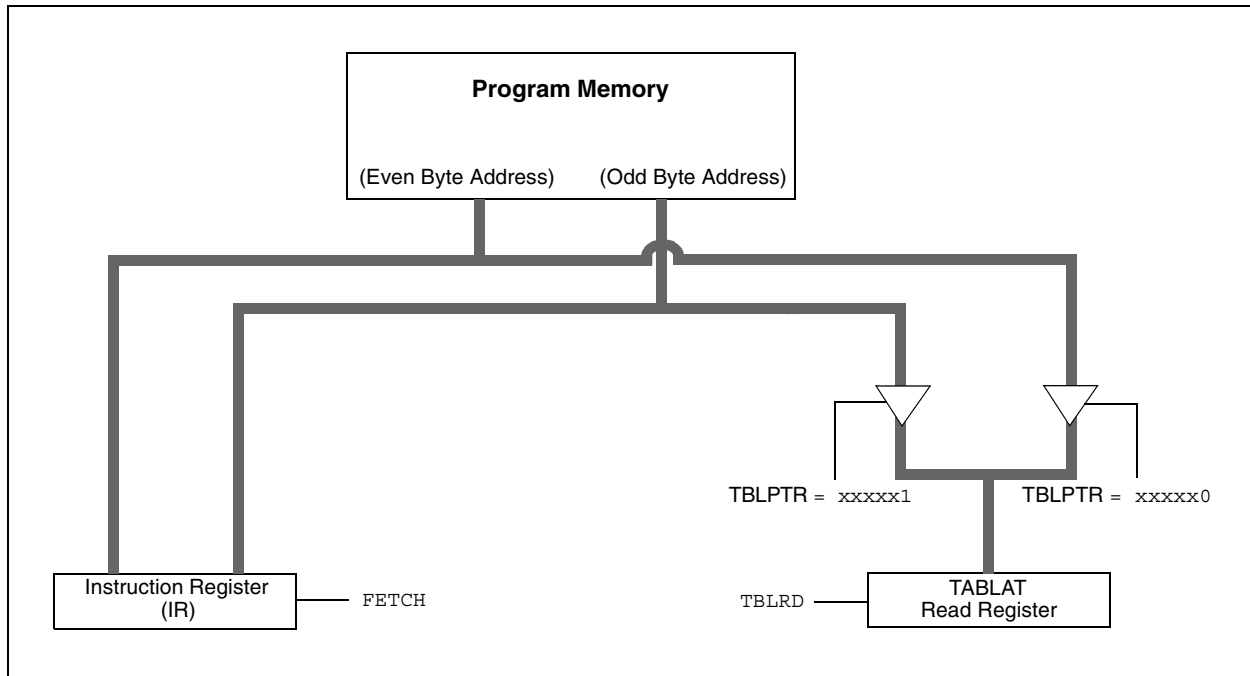 Program Memory
(Even Byte Address) (Odd Byte Address)
TBLPTR = xxxxx1 TBLPTR = xxxxx0
Instruction Register
(IR)
FETCH
TBLRD
TABLAT
Read Register